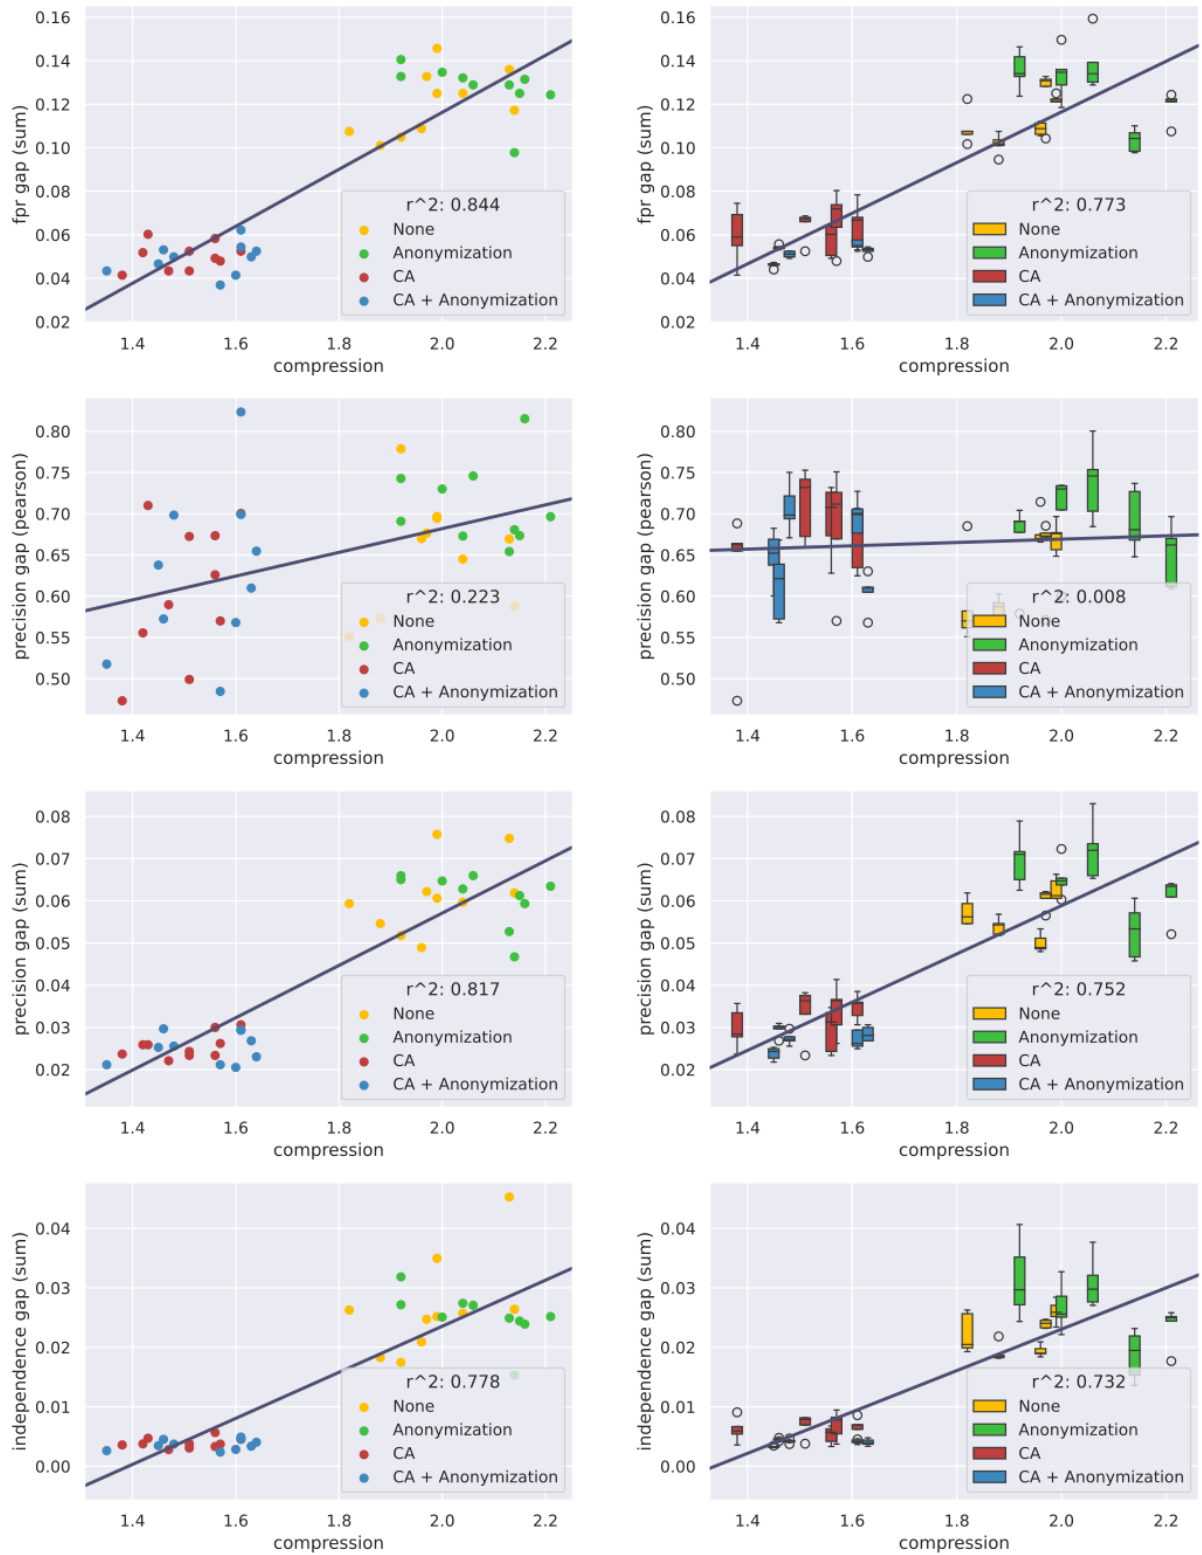 0.16
0.14
0.12
0.10
0.08
0.06
0.04
0.02
fpr gap (sum)
r^2: 0.844
None
Anonymization
CA
CA + Anonymization
1.4 1.6 1.8 2.0 2.2
compression
0.16
0.14
0.12
0.10
0.08
0.06
0.04
0.02
fpr gap (sum)
r^2: 0.773
None
Anonymization
CA
CA + Anonymization
1.4 1.6 1.8 2.0 2.2
compression
0.80
0.75
0.70
0.65
0.60
0.55
0.50
precision gap (pearson)
r^2: 0.223
None
Anonymization
CA
CA + Anonymization
1.4 1.6 1.8 2.0 2.2
compression
0.80
0.75
0.70
0.65
0.60
0.55
0.50
precision gap (pearson)
r^2: 0.008
None
Anonymization
CA
CA + Anonymization
1.4 1.6 1.8 2.0 2.2
compression
0.08
0.07
0.06
0.05
0.04
0.03
0.02
precision gap (sum)
r^2: 0.817
None
Anonymization
CA
CA + Anonymization
1.4 1.6 1.8 2.0 2.2
compression
0.08
0.07
0.06
0.05
0.04
0.03
0.02
precision gap (sum)
r^2: 0.752
None
Anonymization
CA
CA + Anonymization
1.4 1.6 1.8 2.0 2.2
compression
0.04
0.03
0.02
0.01
0.00
independence gap (sum)
r^2: 0.778
None
Anonymization
CA
CA + Anonymization
1.4 1.6 1.8 2.0 2.2
compression
0.04
0.03
0.02
0.01
0.00
independence gap (sum)
r^2: 0.732
None
Anonymization
CA
CA + Anonymization
1.4 1.6 1.8 2.0 2.2
compression